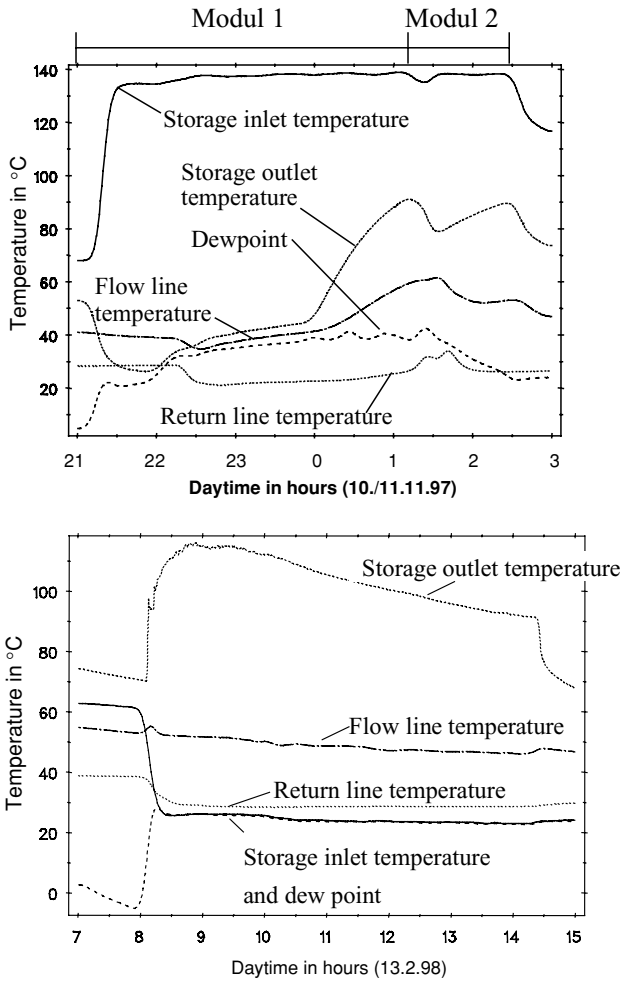 Modul 1 Modul 2
140
120
100
80
60
40
20
Temperature in °C
Storage inlet temperature
Storage outlet
temperature
Dewpoint
Flow line
temperature
Return line temperature
21 22 23 0 1 2 3
Daytime in hours (10./11.11.97)
100
80
60
40
20
0
Temperature in °C
Storage outlet temperature
Flow line temperature
Return line temperature
Storage inlet temperature
and dew point
7 8 9 10 11 12 13 14 15
Daytime in hours (13.2.98)